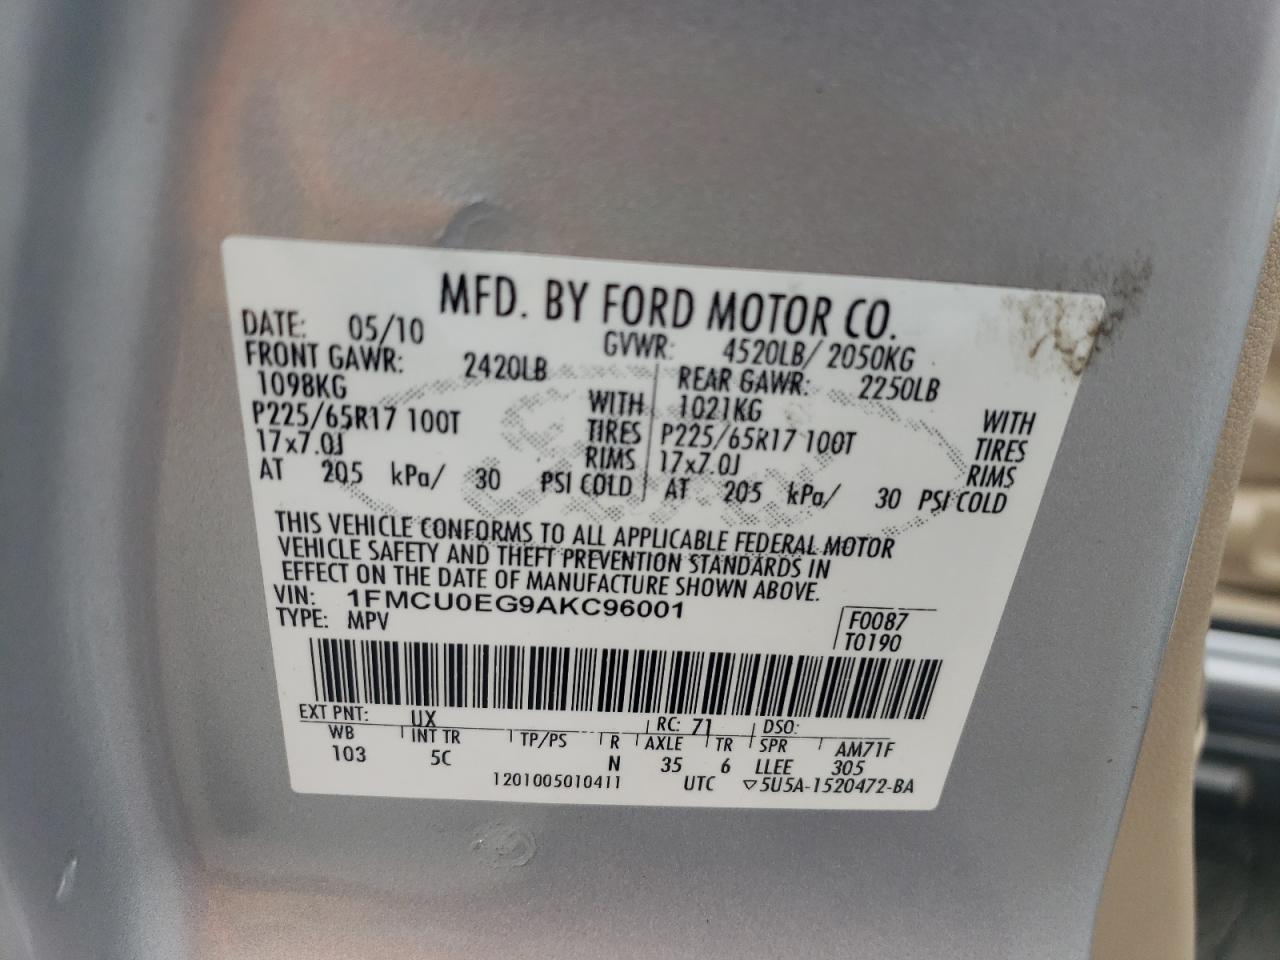 MFD. BY FORD MOTOR CO.
DATE: 05/10 GVWR: 4520LB/ 2050KG
FRONT GAWR: 2420LB REAR GAWR: 2250LB
1098KG WITH 1021KG WITH
P225/65R17 100T TIRES P225/65R17 100T TIRES
17x7.0J RIMS 17x7.0J RIMS
AT 205 kPa/ 30 PSI COLD AT 205 kPa/ 30 PSI COLD
THIS VEHICLE CONFORMS TO ALL APPLICABLE FEDERAL MOTOR
VEHICLE SAFETY AND THEFT PREVENTION STANDARDS IN
EFFECT ON THE DATE OF MANUFACTURE SHOWN ABOVE.
VIN: 1FMCU0EG9AKC96001
TYPE: MPV
F0087
T0190
EXT PNT: UX RC: 71 DSO:
WB INT TR TP/PS R AXLE TR SPR AM71F
103 5C N 35 6 LLEE 305
1201005010411 UTC ▽5U5A-1520472-BA